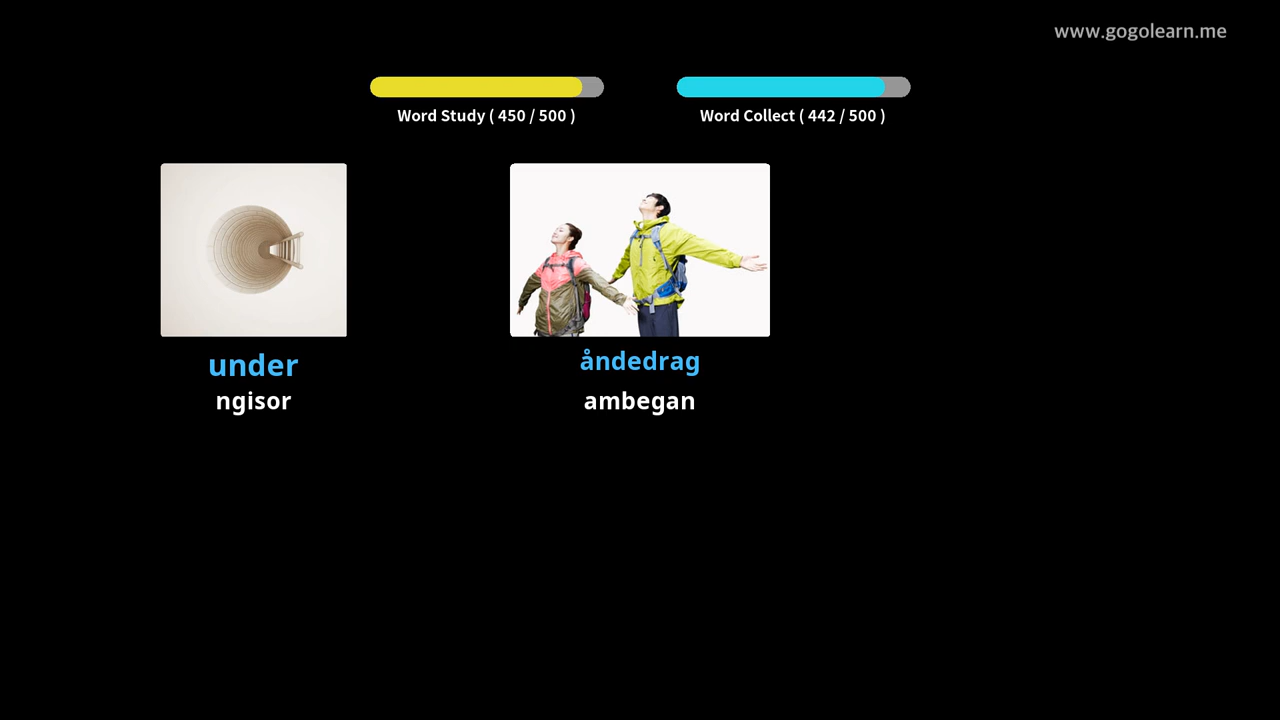 www.gogolearn.me
Word Study ( 450 / 500 )
Word Collect ( 442 / 500 )
under
ngisor
åndedrag
ambegan